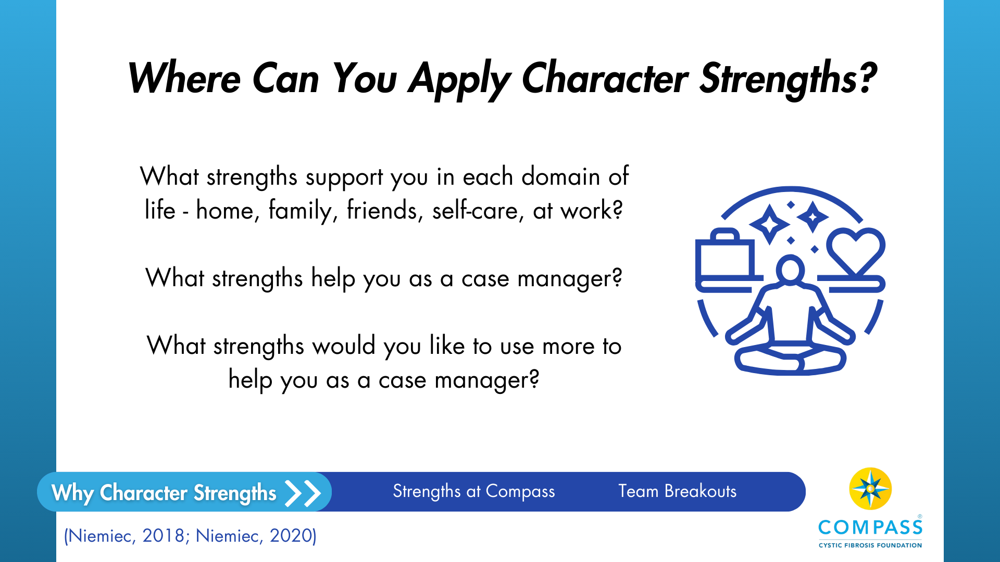 Where Can You Apply Character Strengths?
What strengths support you in each domain of
life - home, family, friends, self-care, at work?
What strengths help you as a case manager?
What strengths would you like to use more to
help you as a case manager?
Why Character Strengths
Strengths at Compass
Team Breakouts
(Niemiec, 2018; Niemiec, 2020)
COMPASS®
CYSTIC FIBROSIS FOUNDATION